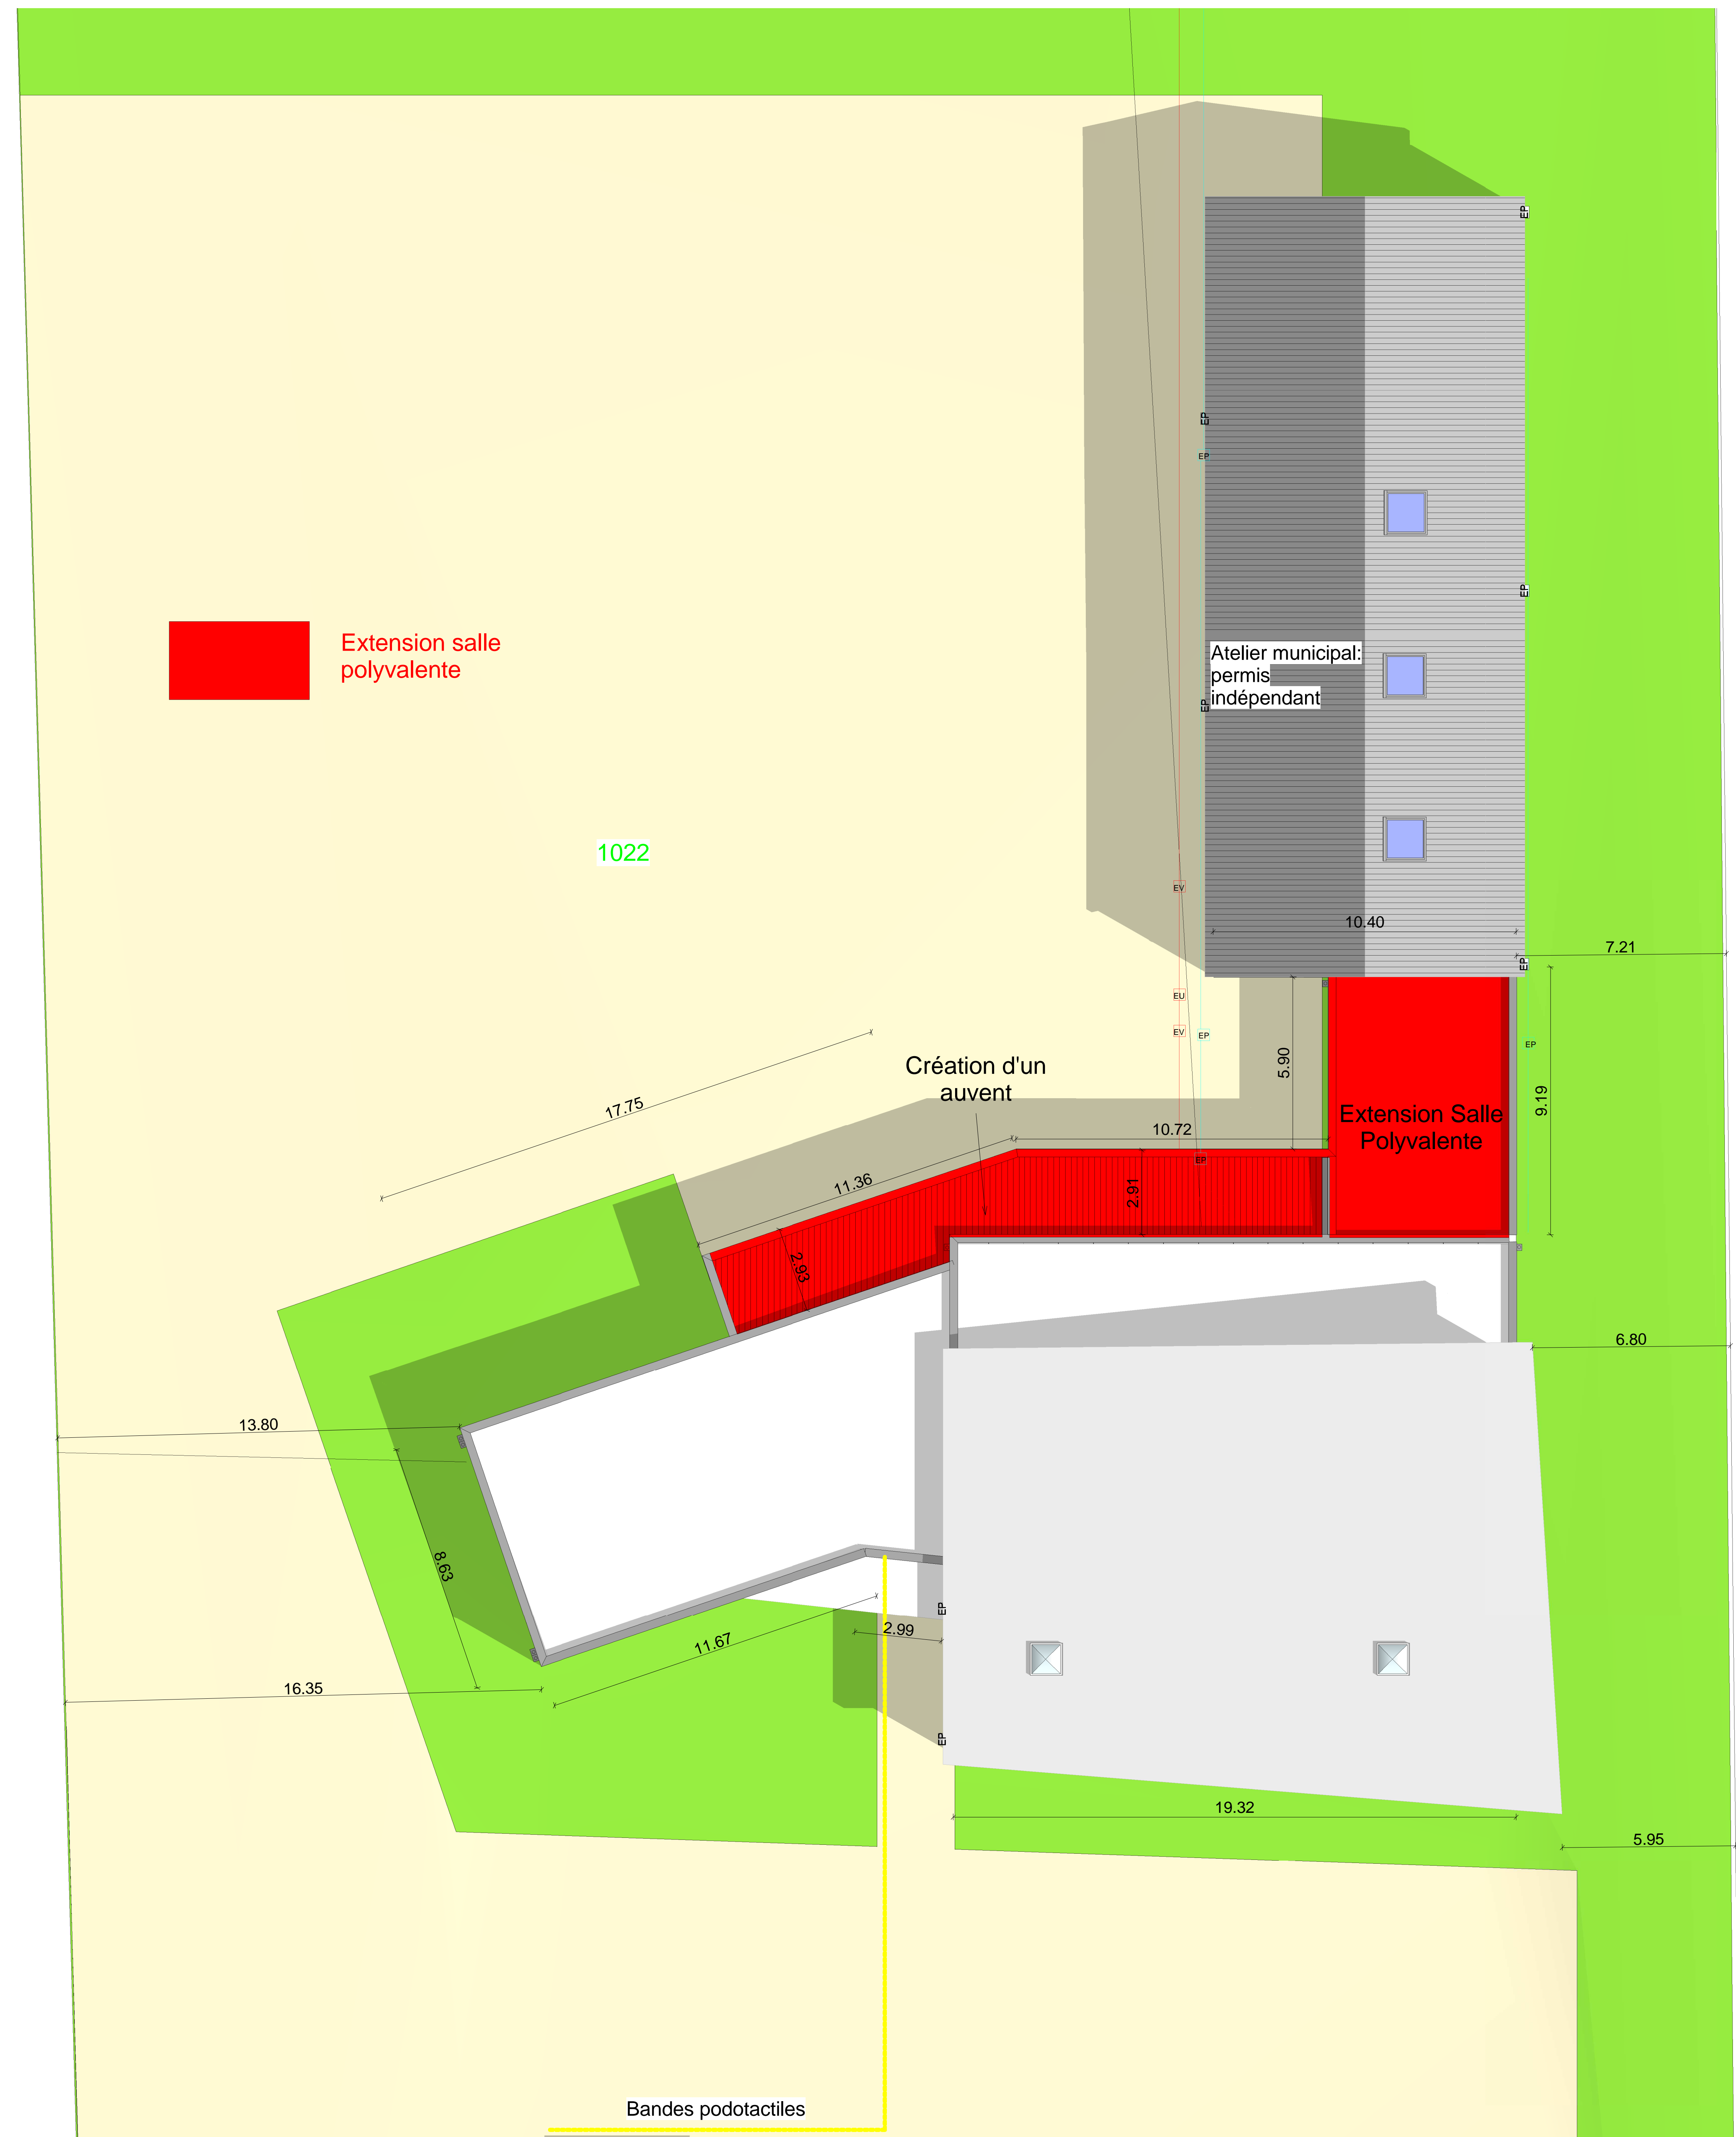 EP
EP
EP
EP
Extension salle
polyvalente
Atelier municipal:
permis
indépendant
EP
1022
EV
10.40
7.21
EP
EU
EV
EP
EP
5.90
9.19
17.75
Création d'un
auvent
Extension Salle
Polyvalente
10.72
EP
11.36
2.91
2.93
6.80
13.80
8.63
EP
2.99
11.67
16.35
EP
19.32
5.95
Bandes podotactiles